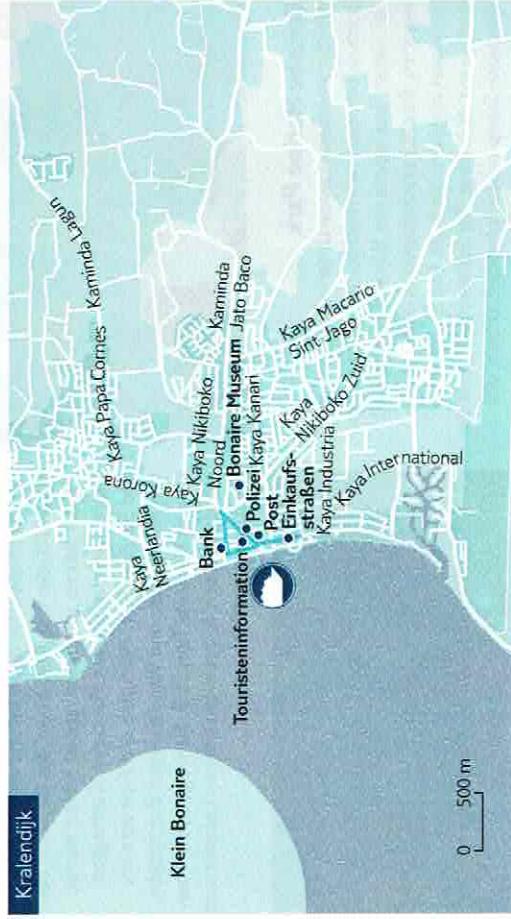 Kralendijk
Klein Bonaire
0 500 m
Kaya
Neerlandia
Kaya Korona
Kaya Papa Cornes
Kaminda
Lagun
Bank
Touristeninformation
Kaya Nikiboko
Noord
Kaminda
Jato Baco
Bonaire Museum
Polizei
Kaya Kanari
Post
Einkaufs-
straßen
Kaya
Nikiboko Zuid
Kaya Macario
Sint Jago
Kaya Industria
Kaya International